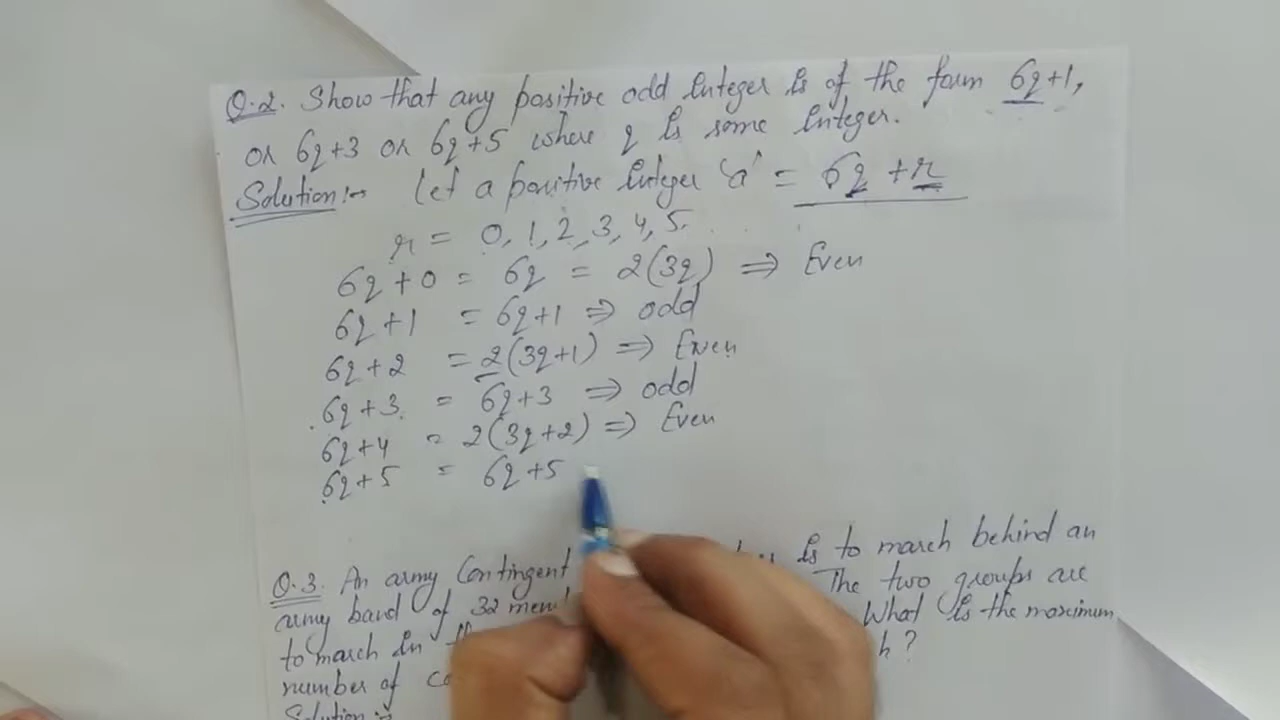 Q.2. Show that any positive odd integer is of the form 6q+1,
or 6q+3 or 6q+5 where q is some integer.
Solution:- Let a positive integer 'a' = 6q + r
r = 0, 1, 2, 3, 4, 5.
6q+0 = 6q = 2(3q) ⇒ Even
6q+1 = 6q+1 ⇒ odd
6q+2 = 2(3q+1) ⇒ Even
6q+3 = 6q+3 ⇒ odd
6q+4 = 2(3q+2) ⇒ Even
6q+5 = 6q+5
Q.3. An army Contingent is to march behind an
army band of 32 The two groups are
to march in What is the maximum
number of ?
Solution:-